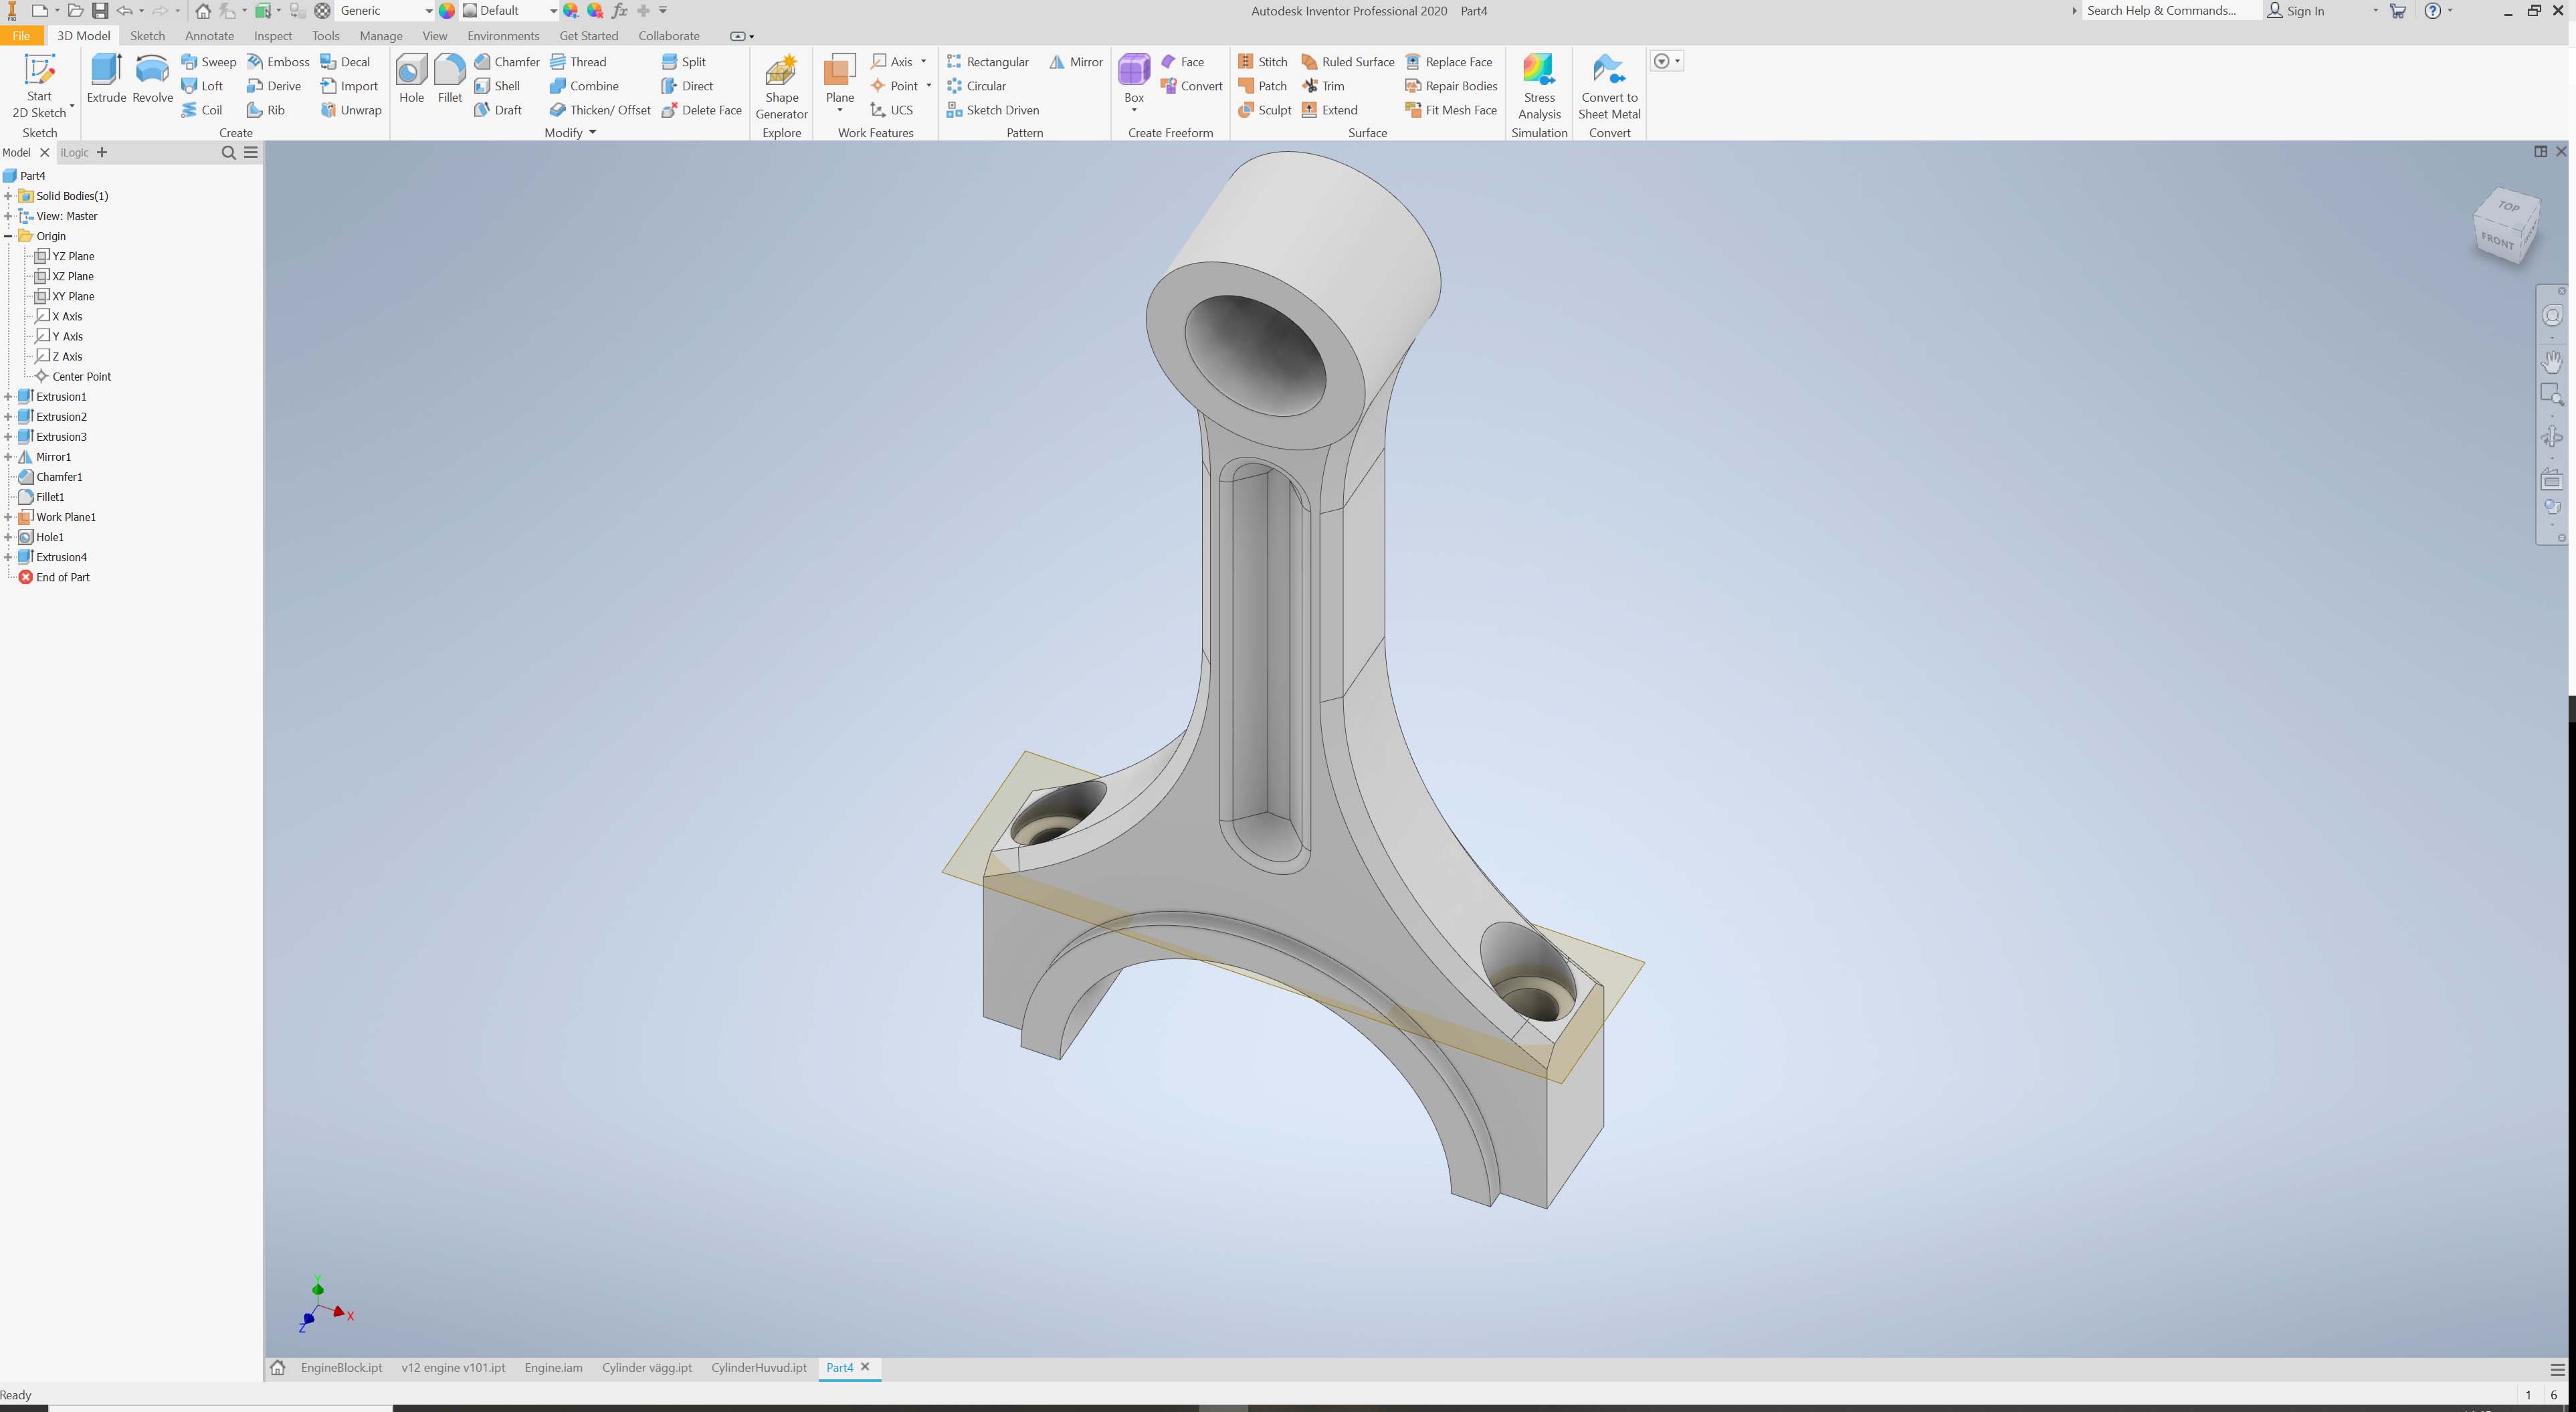 PRO
Generic
Default
fx
Autodesk Inventor Professional 2020 Part4
Search Help & Commands...
Sign In
File 3D Model Sketch Annotate Inspect Tools Manage View Environments Get Started Collaborate
Start
2D Sketch
Sketch
Extrude Revolve
Sweep Emboss Decal
Loft Derive Import
Coil Rib Unwrap
Create
Hole Fillet
Chamfer Thread Split
Shell Combine Direct
Draft Thicken/ Offset Delete Face
Modify
Shape
Generator
Explore
Plane
Axis
Point
UCS
Work Features
Rectangular Mirror
Circular
Sketch Driven
Pattern
Box
Face
Convert
Create Freeform
Stitch Ruled Surface Replace Face
Patch Trim Repair Bodies
Sculpt Extend Fit Mesh Face
Surface
Stress
Analysis
Simulation
Convert to
Sheet Metal
Convert
Model iLogic
Part4
Solid Bodies(1)
View: Master
Origin
YZ Plane
XZ Plane
XY Plane
X Axis
Y Axis
Z Axis
Center Point
Extrusion1
Extrusion2
Extrusion3
Mirror1
Chamfer1
Fillet1
Work Plane1
Hole1
Extrusion4
End of Part
TOP
FRONT
Y
X
Z
EngineBlock.ipt v12 engine v101.ipt Engine.iam Cylinder vägg.ipt CylinderHuvud.ipt Part4
Ready
1 6